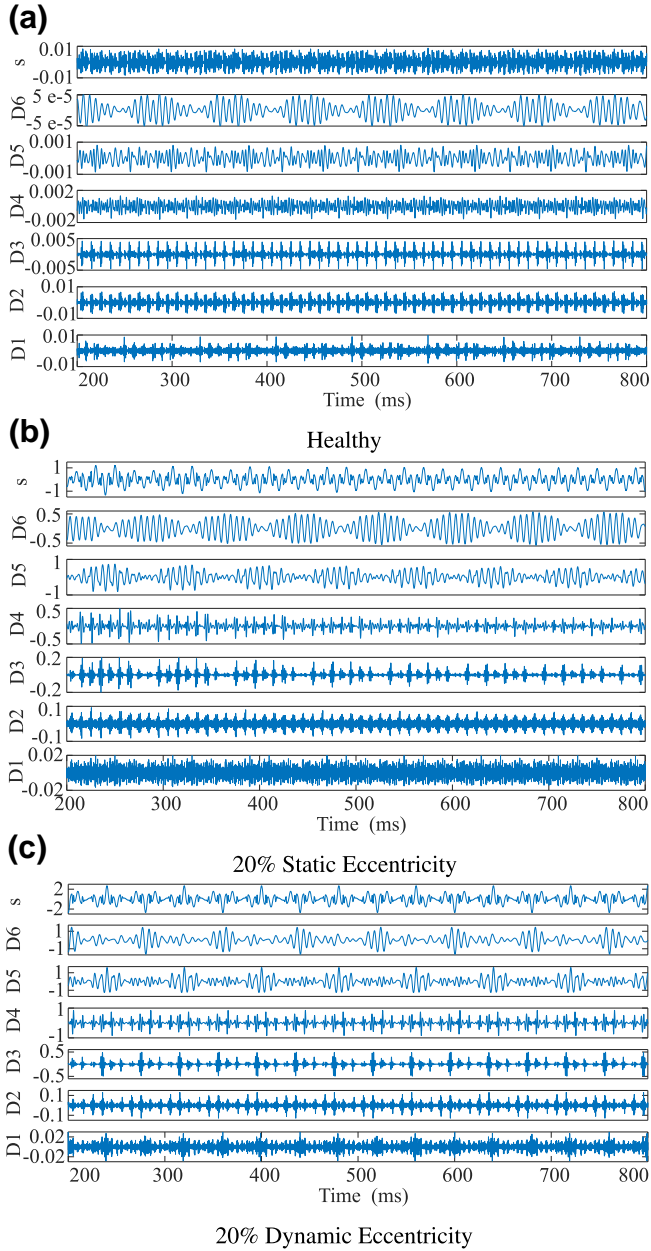 (a)
s
0.01
-0.01
D6
5 e-5
-5 e-5
D5
0.001
-0.001
D4
0.002
-0.002
D3
0.005
-0.005
D2
0.01
-0.01
D1
0.01
-0.01
200 300 400 500 600 700 800
Time (ms)
Healthy
(b)
s
1
-1
D6
0.5
-0.5
D5
1
-1
D4
0.5
-0.5
D3
0.2
-0.2
D2
0.1
-0.1
D1
0.02
-0.02
200 300 400 500 600 700 800
Time (ms)
20% Static Eccentricity
(c)
s
2
-2
D6
1
-1
D5
1
-1
D4
1
-1
D3
0.5
-0.5
D2
0.1
-0.1
D1
0.02
-0.02
200 300 400 500 600 700 800
Time (ms)
20% Dynamic Eccentricity